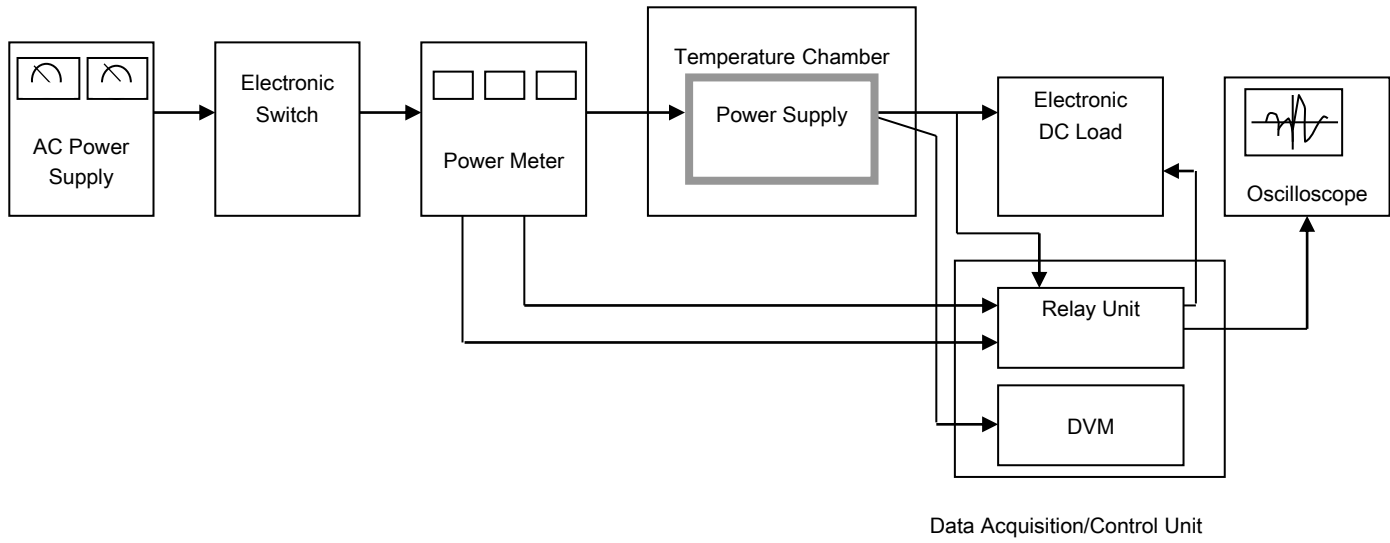 AC Power
Supply
Electronic
Switch
Power Meter
Temperature Chamber
Power Supply
Electronic
DC Load
Oscilloscope
Relay Unit
DVM
Data Acquisition/Control Unit